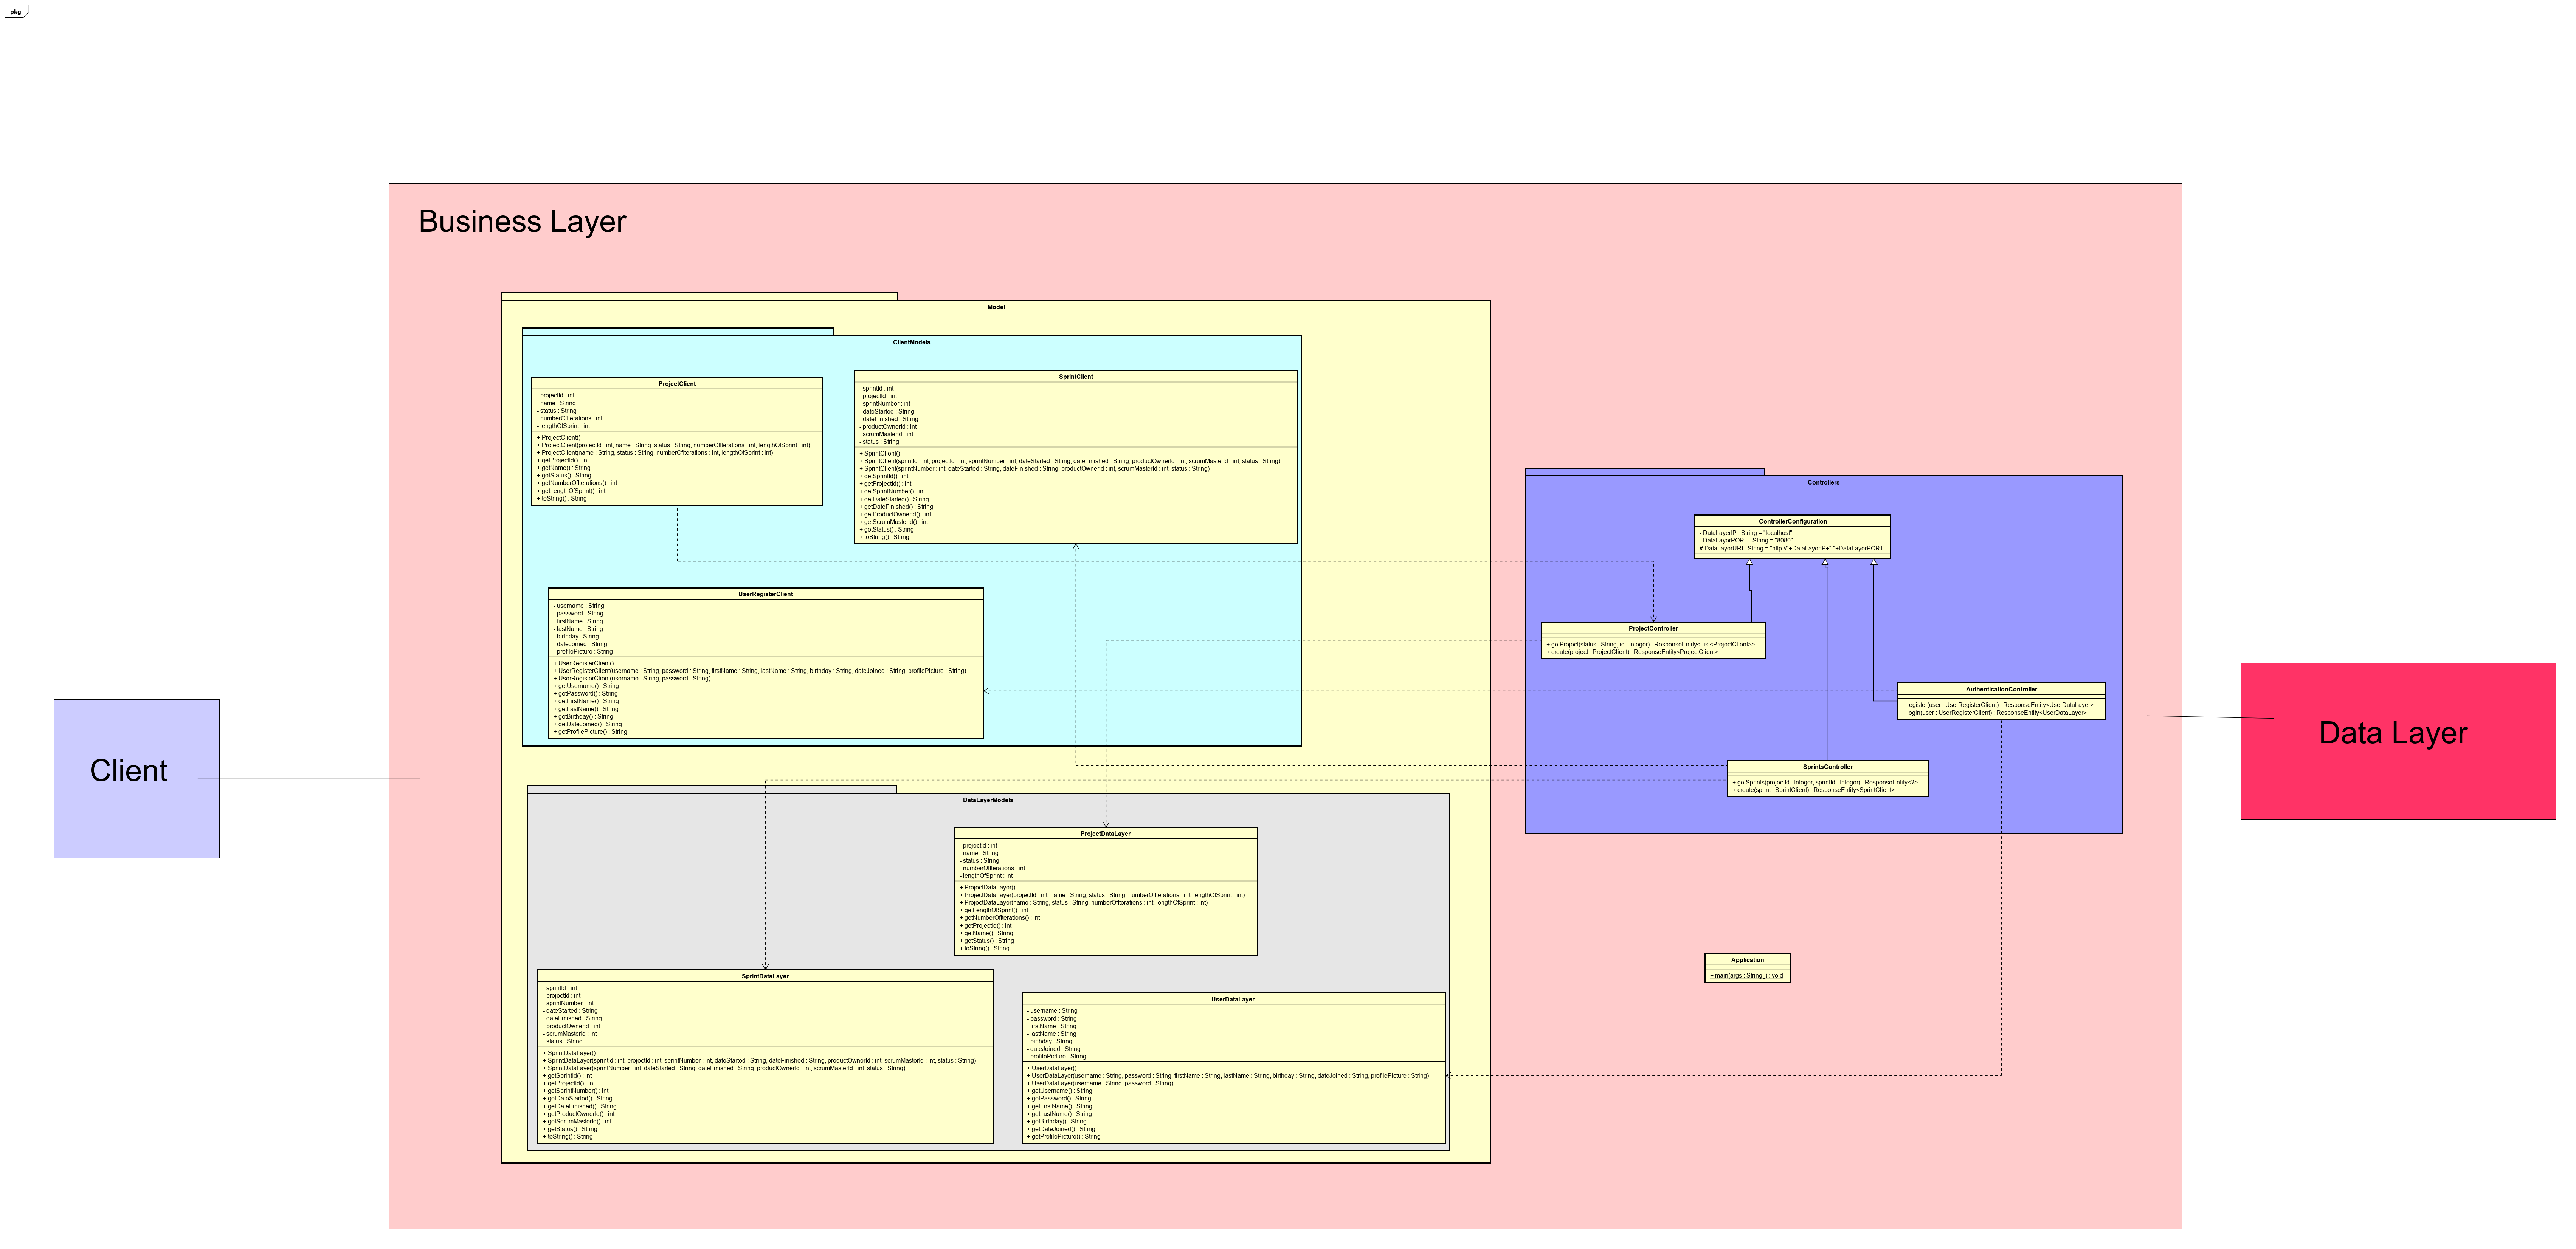 pkg
Business Layer
Model
ClientModels
ProjectClient
- projectId : int
- name : String
- status : String
- numberOfIterations : int
- lengthOfSprint : int
+ ProjectClient()
+ ProjectClient(projectId : int, name : String, status : String, numberOfIterations : int, lengthOfSprint : int)
+ ProjectClient(name : String, status : String, numberOfIterations : int, lengthOfSprint : int)
+ getProjectId() : int
+ getName() : String
+ getStatus() : String
+ getNumberOfIterations() : int
+ getLengthOfSprint() : int
+ toString() : String
SprintClient
- sprintId : int
- projectId : int
- sprintNumber : int
- dateStarted : String
- dateFinished : String
- productOwnerId : int
- scrumMasterId : int
- status : String
+ SprintClient()
+ SprintClient(sprintId : int, projectId : int, sprintNumber : int, dateStarted : String, dateFinished : String, productOwnerId : int, scrumMasterId : int, status : String)
+ SprintClient(sprintNumber : int, dateStarted : String, dateFinished : String, productOwnerId : int, scrumMasterId : int, status : String)
+ getSprintId() : int
+ getProjectId() : int
+ getSprintNumber() : int
+ getDateStarted() : String
+ getDateFinished() : String
+ getProductOwnerId() : int
+ getScrumMasterId() : int
+ getStatus() : String
+ toString() : String
UserRegisterClient
- username : String
- password : String
- firstName : String
- lastName : String
- birthday : String
- dateJoined : String
- profilePicture : String
+ UserRegisterClient()
+ UserRegisterClient(username : String, password : String, firstName : String, lastName : String, birthday : String, dateJoined : String, profilePicture : String)
+ UserRegisterClient(username : String, password : String)
+ getUsername() : String
+ getPassword() : String
+ getFirstName() : String
+ getLastName() : String
+ getBirthday() : String
+ getDateJoined() : String
+ getProfilePicture() : String
Controllers
ControllerConfiguration
- DataLayerIP : String = "localhost"
- DataLayerPORT : String = "8080"
# DataLayerURI : String = "http://"+DataLayerIP+":"+DataLayerPORT
ProjectController
+ getProject(status : String, id : Integer) : ResponseEntity<List<ProjectClient>>
+ create(project : ProjectClient) : ResponseEntity<ProjectClient>
AuthenticationController
+ register(user : UserRegisterClient) : ResponseEntity<UserDataLayer>
+ login(user : UserRegisterClient) : ResponseEntity<UserDataLayer>
SprintsController
+ getSprints(projectId : Integer, sprintId : Integer) : ResponseEntity<?>
+ create(sprint : SprintClient) : ResponseEntity<SprintClient>
Client
Data Layer
DataLayerModels
ProjectDataLayer
- projectId : int
- name : String
- status : String
- numberOfIterations : int
- lengthOfSprint : int
+ ProjectDataLayer()
+ ProjectDataLayer(projectId : int, name : String, status : String, numberOfIterations : int, lengthOfSprint : int)
+ ProjectDataLayer(name : String, status : String, numberOfIterations : int, lengthOfSprint : int)
+ getLengthOfSprint() : int
+ getNumberOfIterations() : int
+ getProjectId() : int
+ getName() : String
+ getStatus() : String
+ toString() : String
SprintDataLayer
- sprintId : int
- projectId : int
- sprintNumber : int
- dateStarted : String
- dateFinished : String
- productOwnerId : int
- scrumMasterId : int
- status : String
+ SprintDataLayer()
+ SprintDataLayer(sprintId : int, projectId : int, sprintNumber : int, dateStarted : String, dateFinished : String, productOwnerId : int, scrumMasterId : int, status : String)
+ SprintDataLayer(sprintNumber : int, dateStarted : String, dateFinished : String, productOwnerId : int, scrumMasterId : int, status : String)
+ getSprintId() : int
+ getProjectId() : int
+ getSprintNumber() : int
+ getDateStarted() : String
+ getDateFinished() : String
+ getProductOwnerId() : int
+ getScrumMasterId() : int
+ getStatus() : String
+ toString() : String
UserDataLayer
- username : String
- password : String
- firstName : String
- lastName : String
- birthday : String
- dateJoined : String
- profilePicture : String
+ UserDataLayer()
+ UserDataLayer(username : String, password : String, firstName : String, lastName : String, birthday : String, dateJoined : String, profilePicture : String)
+ UserDataLayer(username : String, password : String)
+ getUsername() : String
+ getPassword() : String
+ getFirstName() : String
+ getLastName() : String
+ getBirthday() : String
+ getDateJoined() : String
+ getProfilePicture() : String
Application
+ main(args : String[]) : void